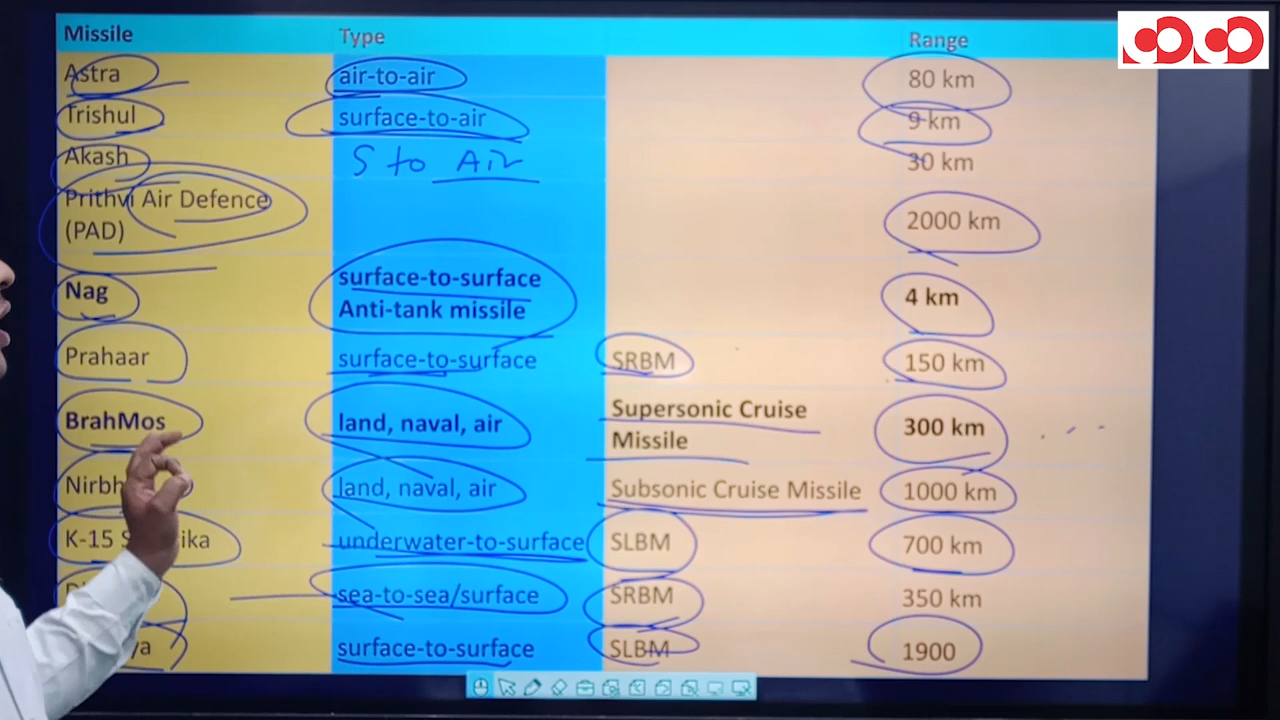 Missile Type Range
Astra air-to-air 80 km
Trishul surface-to-air 9 km
Akash S to Air 30 km
Prithvi Air Defence
(PAD) 2000 km
Nag surface-to-surface
Anti-tank missile 4 km
Prahaar surface-to-surface SRBM 150 km
BrahMos land, naval, air Supersonic Cruise
Missile 300 km
land, naval, air Subsonic Cruise Missile 1000 km
K-15 underwater-to-surface SLBM 700 km
sea-to-sea/surface SRBM 350 km
surface-to-surface SLBM 1900